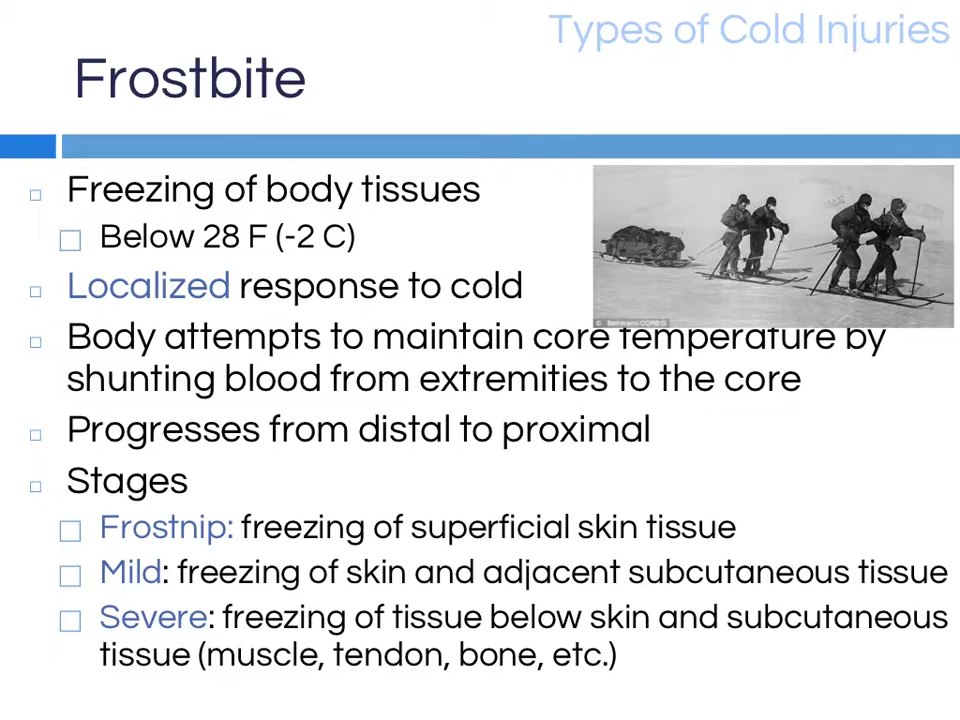 Types of Cold Injuries
Frostbite
Freezing of body tissues
Below 28 F (-2 C)
Localized response to cold
Body attempts to maintain core temperature by
shunting blood from extremities to the core
Progresses from distal to proximal
Stages
Frostnip: freezing of superficial skin tissue
Mild: freezing of skin and adjacent subcutaneous tissue
Severe: freezing of tissue below skin and subcutaneous
tissue (muscle, tendon, bone, etc.)